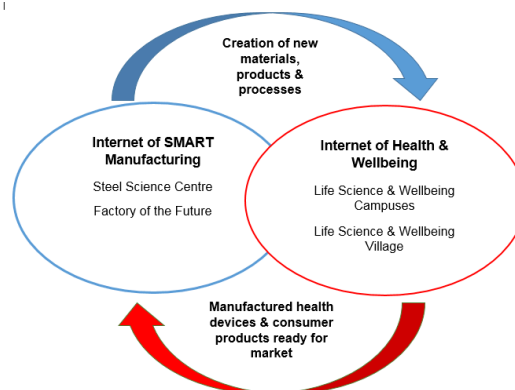 Creation of new
materials,
products &
processes
Internet of SMART
Manufacturing
Steel Science Centre
Factory of the Future
Internet of Health &
Wellbeing
Life Science & Wellbeing
Campuses
Life Science & Wellbeing
Village
Manufactured health
devices & consumer
products ready for
market